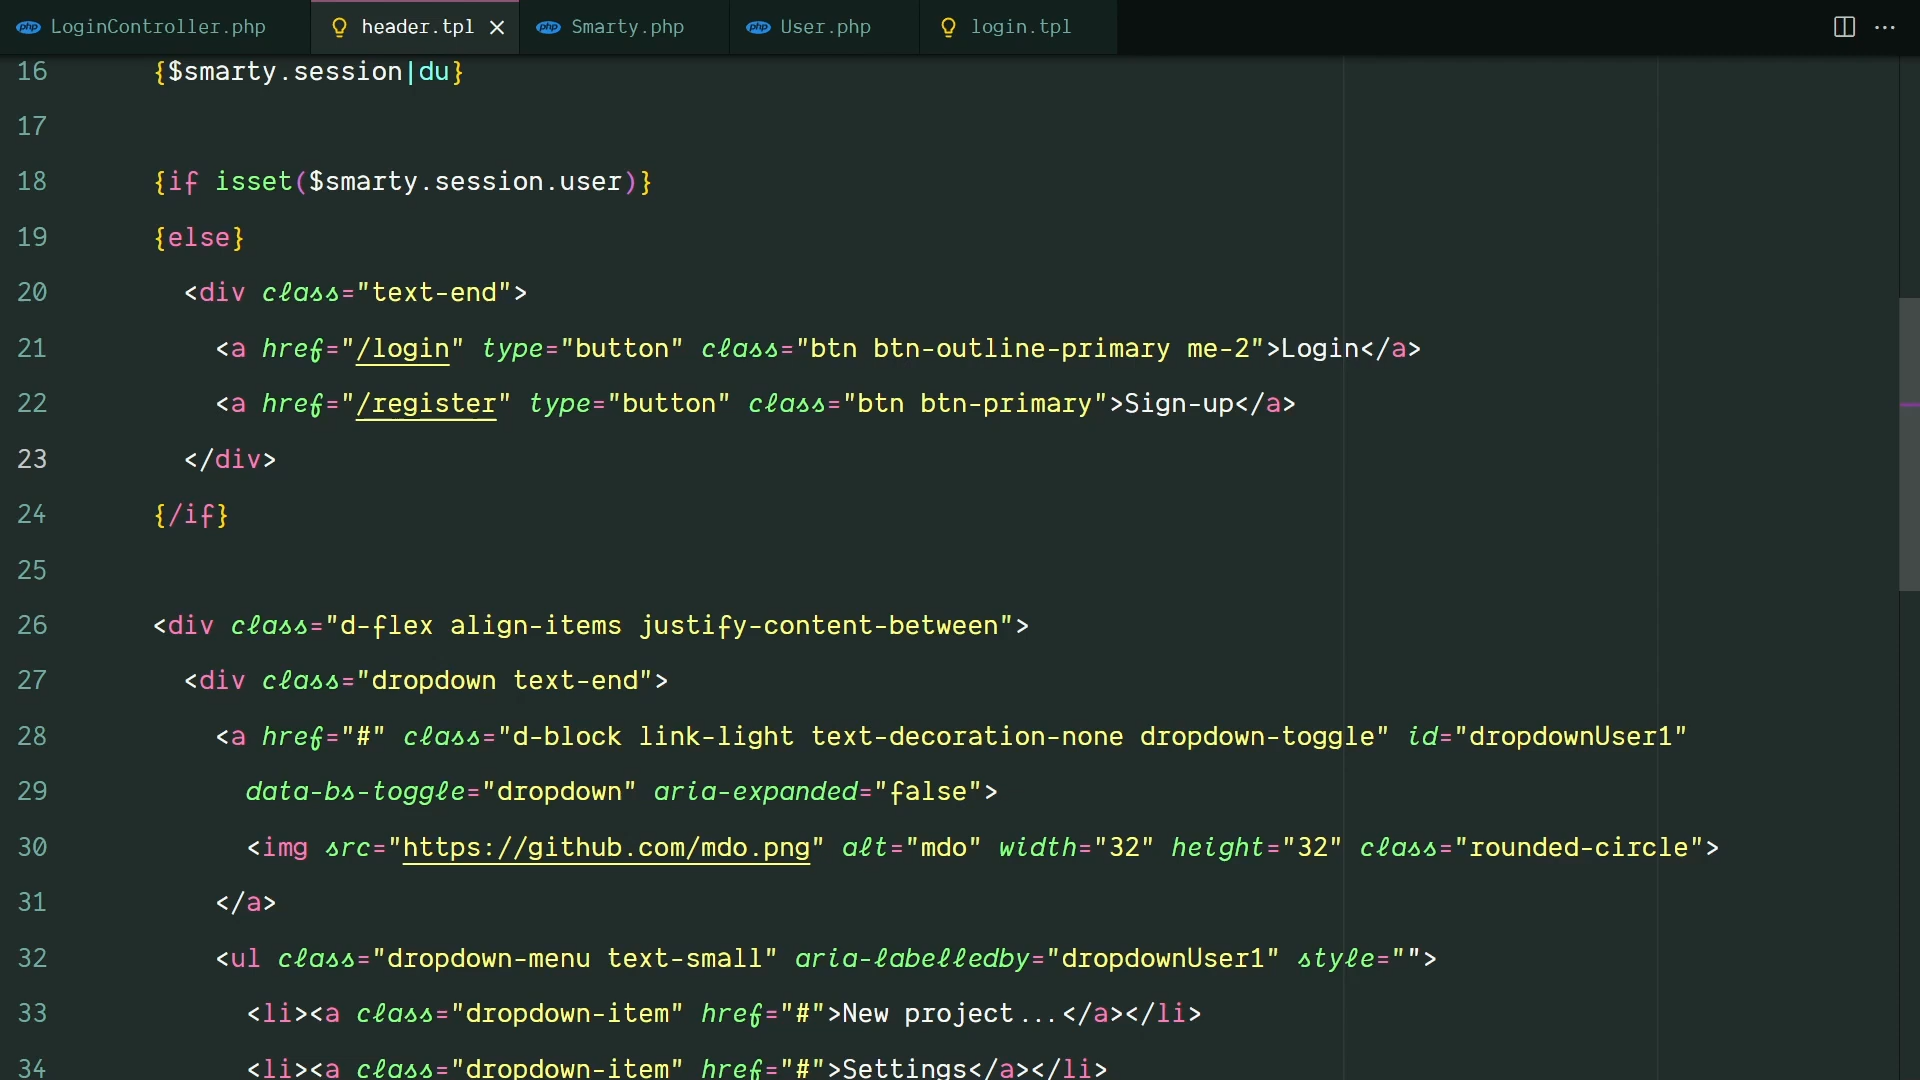 LoginController.php header.tpl Smarty.php User.php login.tpl
16 {$smarty.session|du}
17
18 {if isset($smarty.session.user)}
19 {else}
20 <div class="text-end">
21 <a href="/login" type="button" class="btn btn-outline-primary me-2">Login</a>
22 <a href="/register" type="button" class="btn btn-primary">Sign-up</a>
23 </div>
24 {/if}
25
26 <div class="d-flex align-items justify-content-between">
27 <div class="dropdown text-end">
28 <a href="#" class="d-block link-light text-decoration-none dropdown-toggle" id="dropdownUser1"
29 data-bs-toggle="dropdown" aria-expanded="false">
30 <img src="https://github.com/mdo.png" alt="mdo" width="32" height="32" class="rounded-circle">
31 </a>
32 <ul class="dropdown-menu text-small" aria-labelledby="dropdownUser1" style="">
33 <li><a class="dropdown-item" href="#">New project...</a></li>
34 <li><a class="dropdown-item" href="#">Settings</a></li>